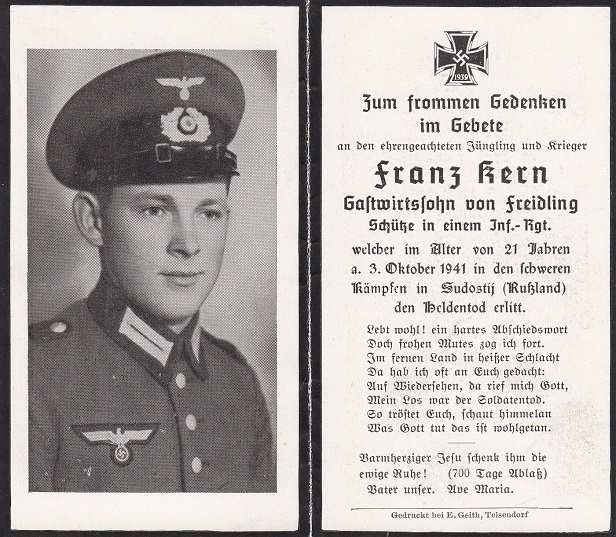 1939
Zum frommen Gedenken
im Gebete
an den ehrengeachteten Jüngling und Krieger
Franz Kern
Gastwirtssohn von Freidling
Schütze in einem Inf.-Rgt.
welcher im Alter von 21 Jahren
a. 3. Oktober 1941 in den schweren
Kämpfen in Sudostij (Rußland)
den Heldentod erlitt.
Lebt wohl! ein hartes Abschiedswort
Doch frohen Mutes zog ich fort.
Im fernen Land in heißer Schlacht
Da hab ich oft an Euch gedacht:
Auf Wiedersehen, da rief mich Gott,
Mein Los war der Soldatentod.
So tröstet Euch, schaut himmelan
Was Gott tut das ist wohlgetan.
Barmherziger Jesu schenk ihm die
ewige Ruhe! (700 Tage Ablaß)
Vater unser. Ave Maria.
Gedruckt bei E. Geith, Teisendorf